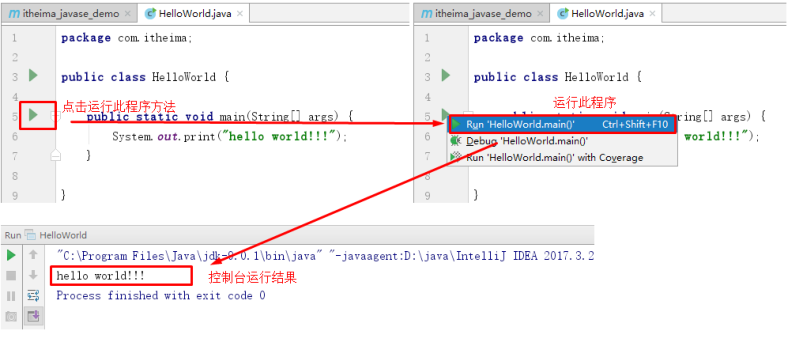 itheima_javase_demo HelloWorld.java
1 package com.itheima;
2
3 public class HelloWorld {
4
点击运行此程序方法
5 public static void main(String[] args) {
6 System.out.print("hello world!!!");
7 }
8
9 }
itheima_javase_demo HelloWorld.java
1 package com.itheima;
2
3 public class HelloWorld {
4
运行此程序
5 ring[] args) {
Run 'HelloWorld.main()' Ctrl+Shift+F10
6 world!!!");
Debug 'HelloWorld.main()'
7 Run 'HelloWorld.main()' with Coverage
8
9 }
Run HelloWorld
"C:\Program Files\Java\jdk-9.0.1\bin\java" "-javaagent:D:\java\IntelliJ IDEA 2017.3.2
hello world!!!
控制台运行结果
Process finished with exit code 0